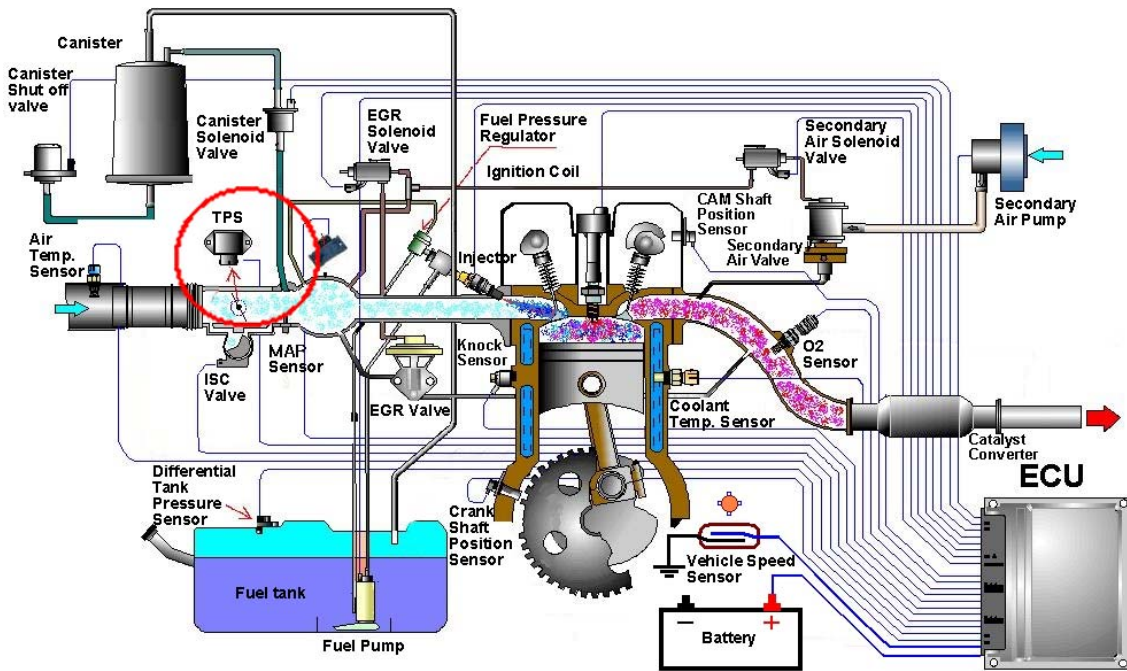 Canister
Canister
Shut off
valve
Canister
Solenoid
Valve
EGR
Solenoid
Valve
Fuel Pressure
Regulator
Ignition Coil
Secondary
Air Solenoid
Valve
CAM Shaft
Position
Sensor
Secondary
Air Pump
Secondary
Air Valve
TPS
Air
Temp.
Sensor
Injector
ISC
Valve
MAP
Sensor
EGR Valve
Knock
Sensor
Coolant
Temp. Sensor
O2
Sensor
Catalyst
Converter
ECU
Differential
Tank
Pressure
Sensor
Crank
Shaft
Position
Sensor
Vehicle Speed
Sensor
Fuel tank
Fuel Pump
− +
Battery